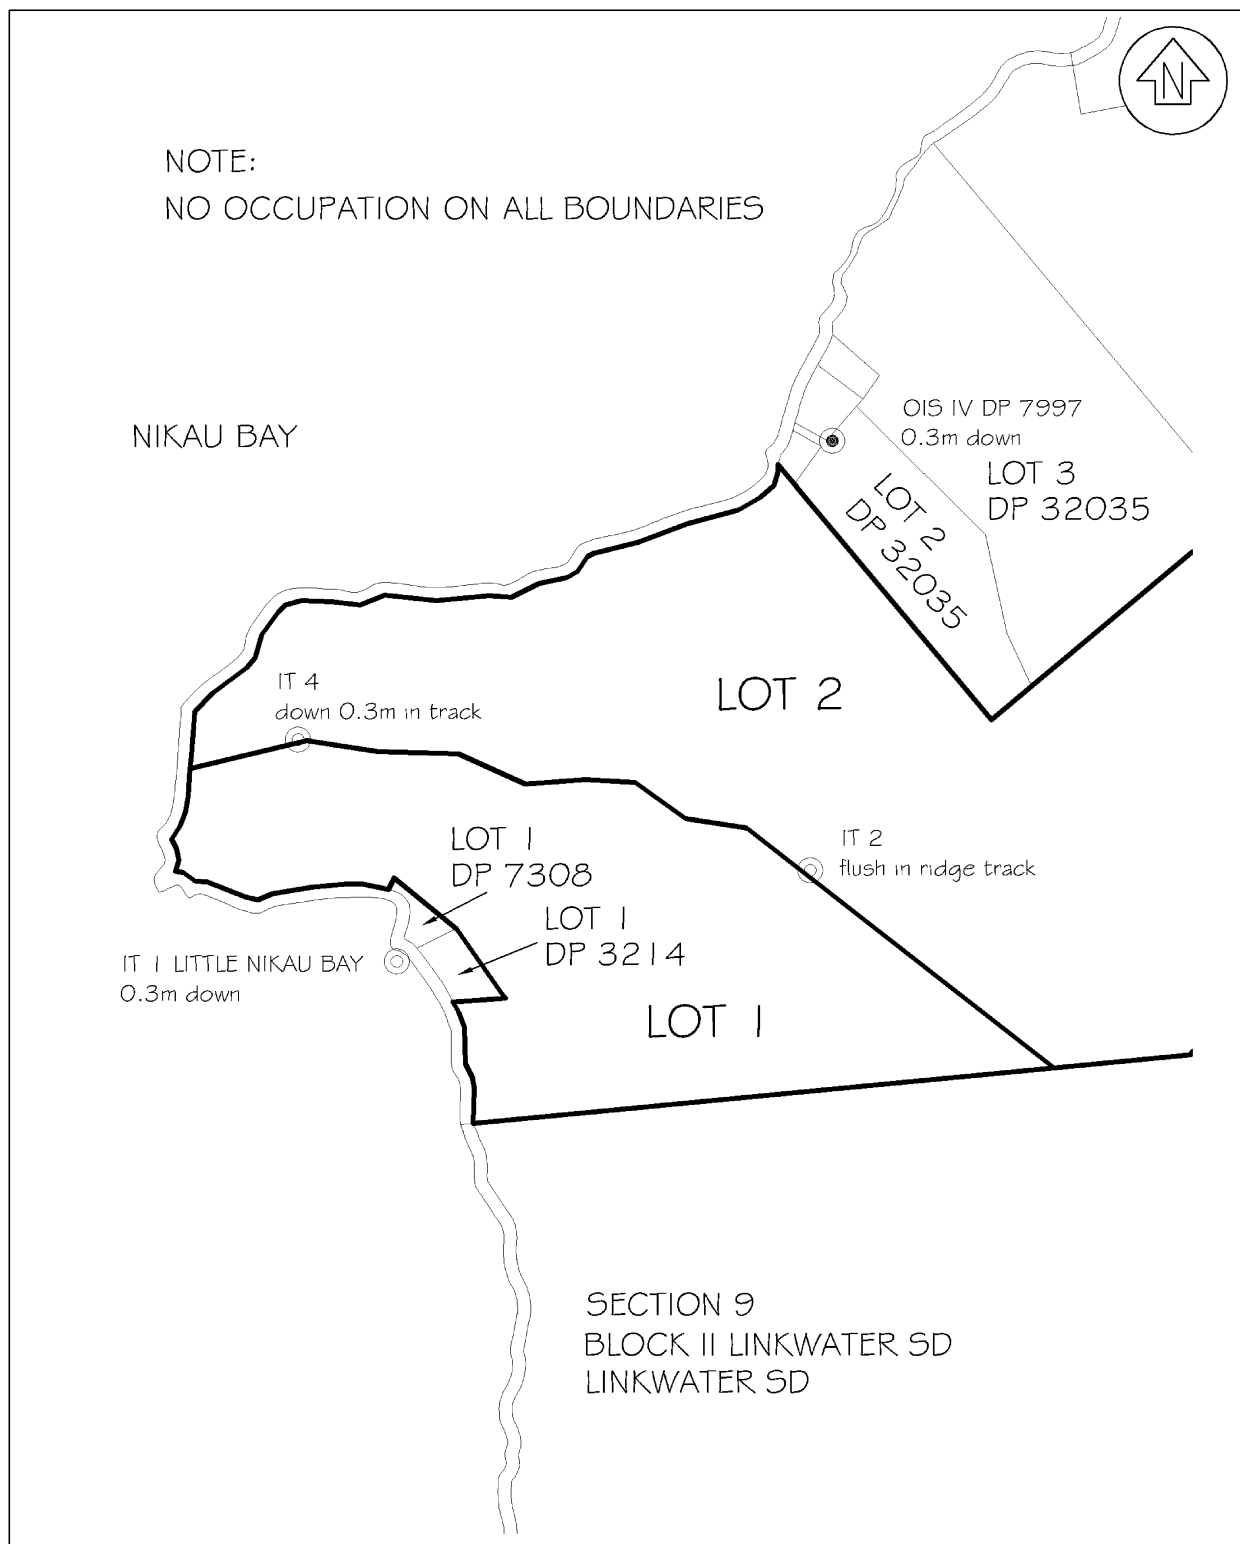 N
NOTE:
NO OCCUPATION ON ALL BOUNDARIES
NIKAU BAY
OIS IV DP 7997
0.3m down
LOT 3
DP 32035
LOT 2
DP 32035
IT 4
down 0.3m in track
LOT 2
LOT 1
DP 7308
IT 2
flush in ridge track
LOT 1
DP 3214
IT 1 LITTLE NIKAU BAY
0.3m down
LOT 1
SECTION 9
BLOCK II LINKWATER SD
LINKWATER SD